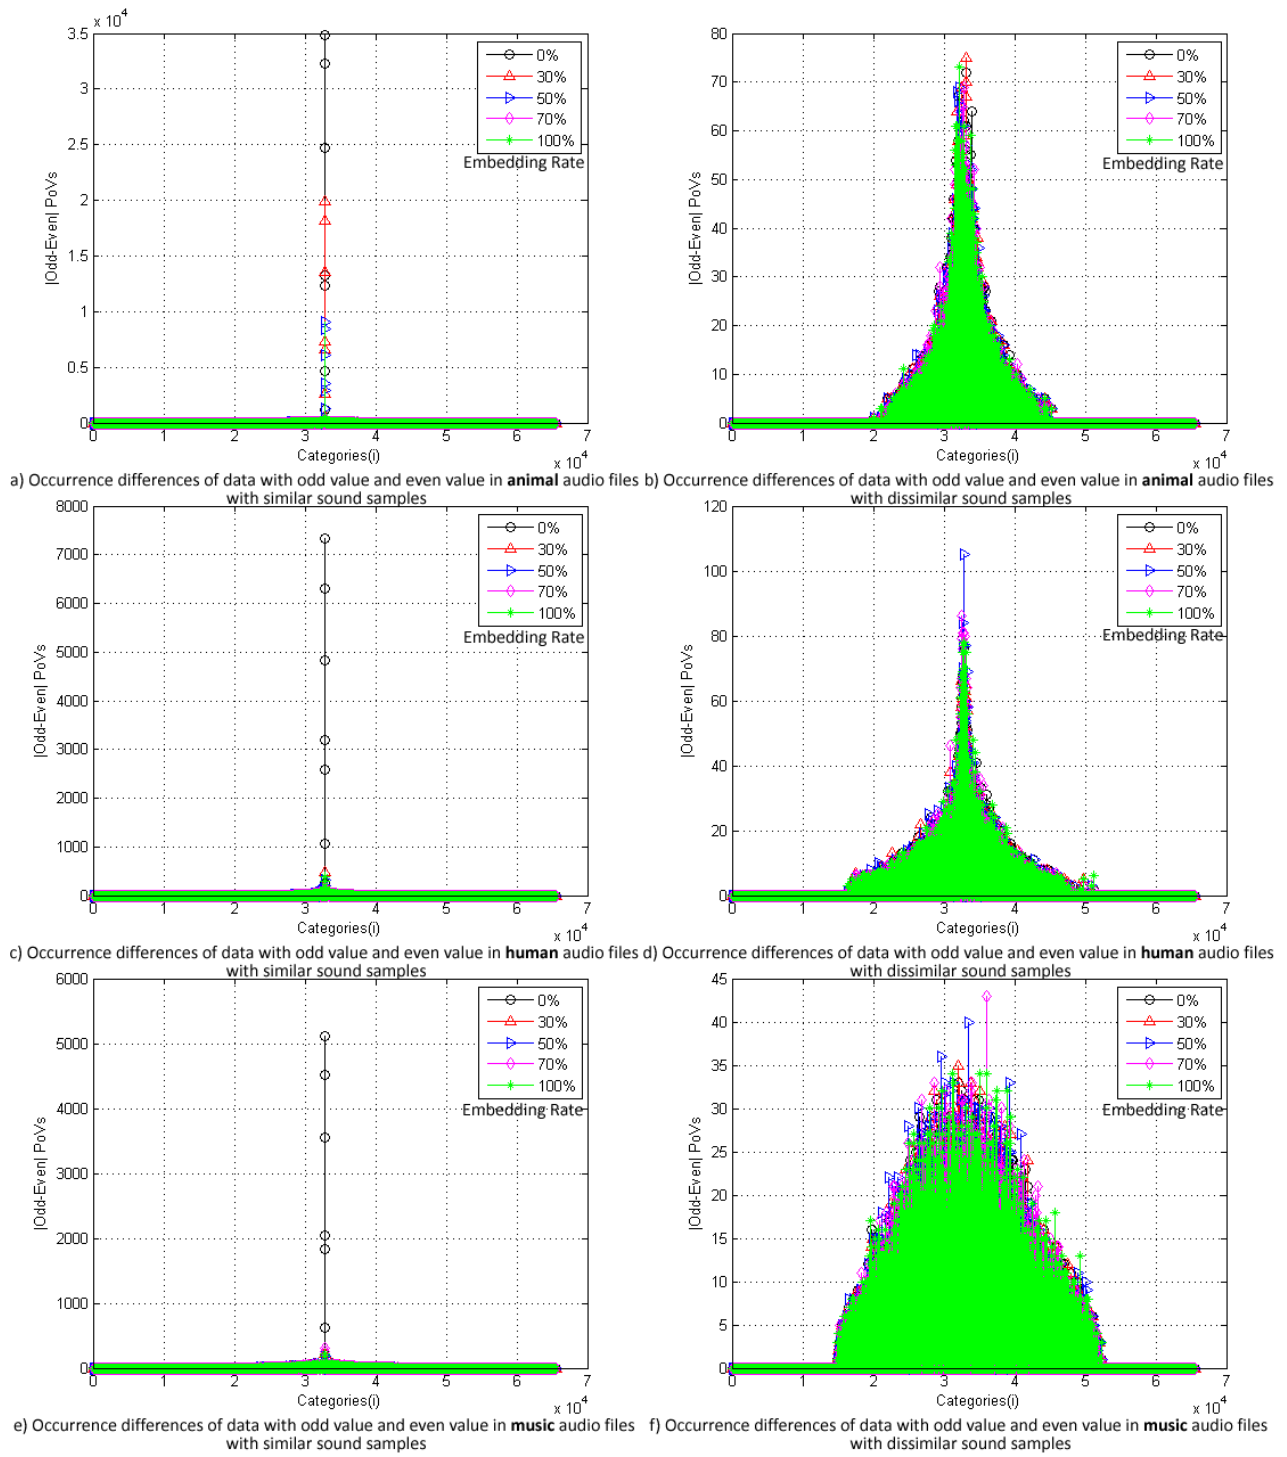 x 10^4
3.5
3
2.5
2
1.5
1
0.5
0
|Odd-Even| PoVs
0%
30%
50%
70%
100%
Embedding Rate
0 1 2 3 4 5 6 7
Categories(i)
x 10^4
a) Occurrence differences of data with odd value and even value in animal audio files
with similar sound samples
80
70
60
50
40
30
20
10
0
|Odd-Even| PoVs
0%
30%
50%
70%
100%
Embedding Rate
0 1 2 3 4 5 6 7
Categories(i)
x 10^4
b) Occurrence differences of data with odd value and even value in animal audio files
with dissimilar sound samples
8000
7000
6000
5000
4000
3000
2000
1000
0
|Odd-Even| PoVs
0%
30%
50%
70%
100%
Embedding Rate
0 1 2 3 4 5 6 7
Categories(i)
x 10^4
c) Occurrence differences of data with odd value and even value in human audio files
with similar sound samples
120
100
80
60
40
20
0
|Odd-Even| PoVs
0%
30%
50%
70%
100%
Embedding Rate
0 1 2 3 4 5 6 7
Categories(i)
x 10^4
d) Occurrence differences of data with odd value and even value in human audio files
with dissimilar sound samples
6000
5000
4000
3000
2000
1000
0
|Odd-Even| PoVs
0%
30%
50%
70%
100%
Embedding Rate
0 1 2 3 4 5 6 7
Categories(i)
x 10^4
e) Occurrence differences of data with odd value and even value in music audio files
with similar sound samples
45
40
35
30
25
20
15
10
5
0
|Odd-Even| PoVs
0%
30%
50%
70%
100%
Embedding Rate
0 1 2 3 4 5 6 7
Categories(i)
x 10^4
f) Occurrence differences of data with odd value and even value in music audio files
with dissimilar sound samples